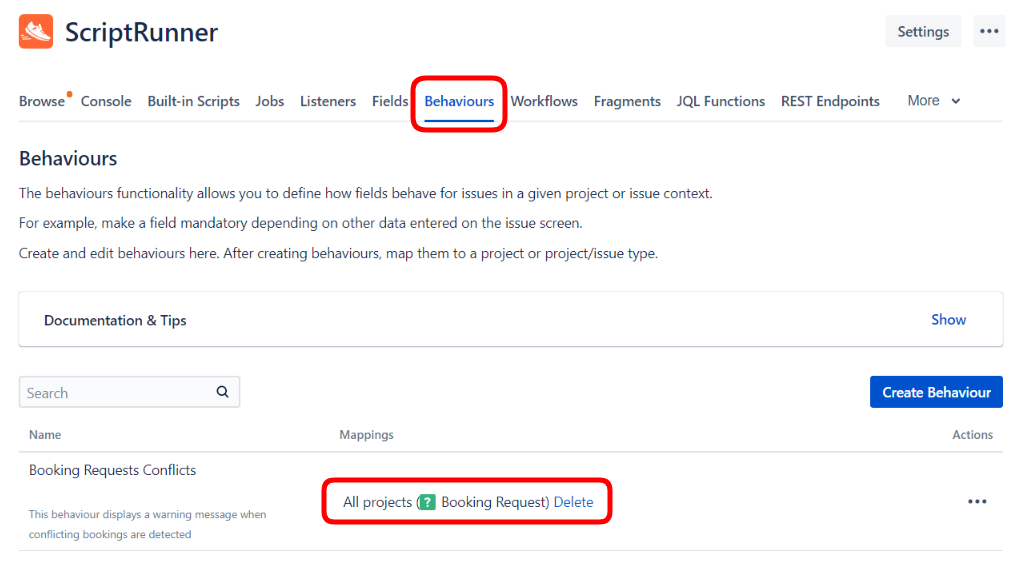 ScriptRunner
Settings
Browse Console Built-in Scripts Jobs Listeners Fields Behaviours Workflows Fragments JQL Functions REST Endpoints More
Behaviours
The behaviours functionality allows you to define how fields behave for issues in a given project or issue context.
For example, make a field mandatory depending on other data entered on the issue screen.
Create and edit behaviours here. After creating behaviours, map them to a project or project/issue type.
Documentation & Tips Show
Search Create Behaviour
Name Mappings Actions
Booking Requests Conflicts
All projects (? Booking Request) Delete
This behaviour displays a warning message when
conflicting bookings are detected